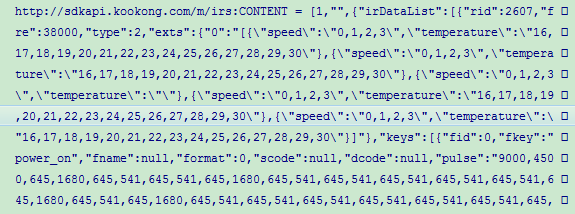 http://sdkapi.kookong.com/m/irs:CONTENT = [1,"",{"irDataList":[{"rid":2607,"f
re":38000,"type":2,"exts":{"0":"[{\"speed\":\"0,1,2,3\",\"temperature\":\"16,
17,18,19,20,21,22,23,24,25,26,27,28,29,30\"},{\"speed\":\"0,1,2,3\",\"tempera
ture\":\"16,17,18,19,20,21,22,23,24,25,26,27,28,29,30\"},{\"speed\":\"0,1,2,3
\",\"temperature\":\"\"},{\"speed\":\"0,1,2,3\",\"temperature\":\"16,17,18,19
,20,21,22,23,24,25,26,27,28,29,30\"},{\"speed\":\"0,1,2,3\",\"temperature\":\
"16,17,18,19,20,21,22,23,24,25,26,27,28,29,30\"}]"},"keys":[{"fid":0,"fkey":"
power_on","fname":null,"format":0,"scode":null,"dcode":null,"pulse":"9000,450
0,645,1680,645,541,645,541,645,1680,645,541,645,541,645,541,645,541,645,541,6
45,1680,645,541,645,1680,645,541,645,541,645,541,645,541,645,541,645,541,645,